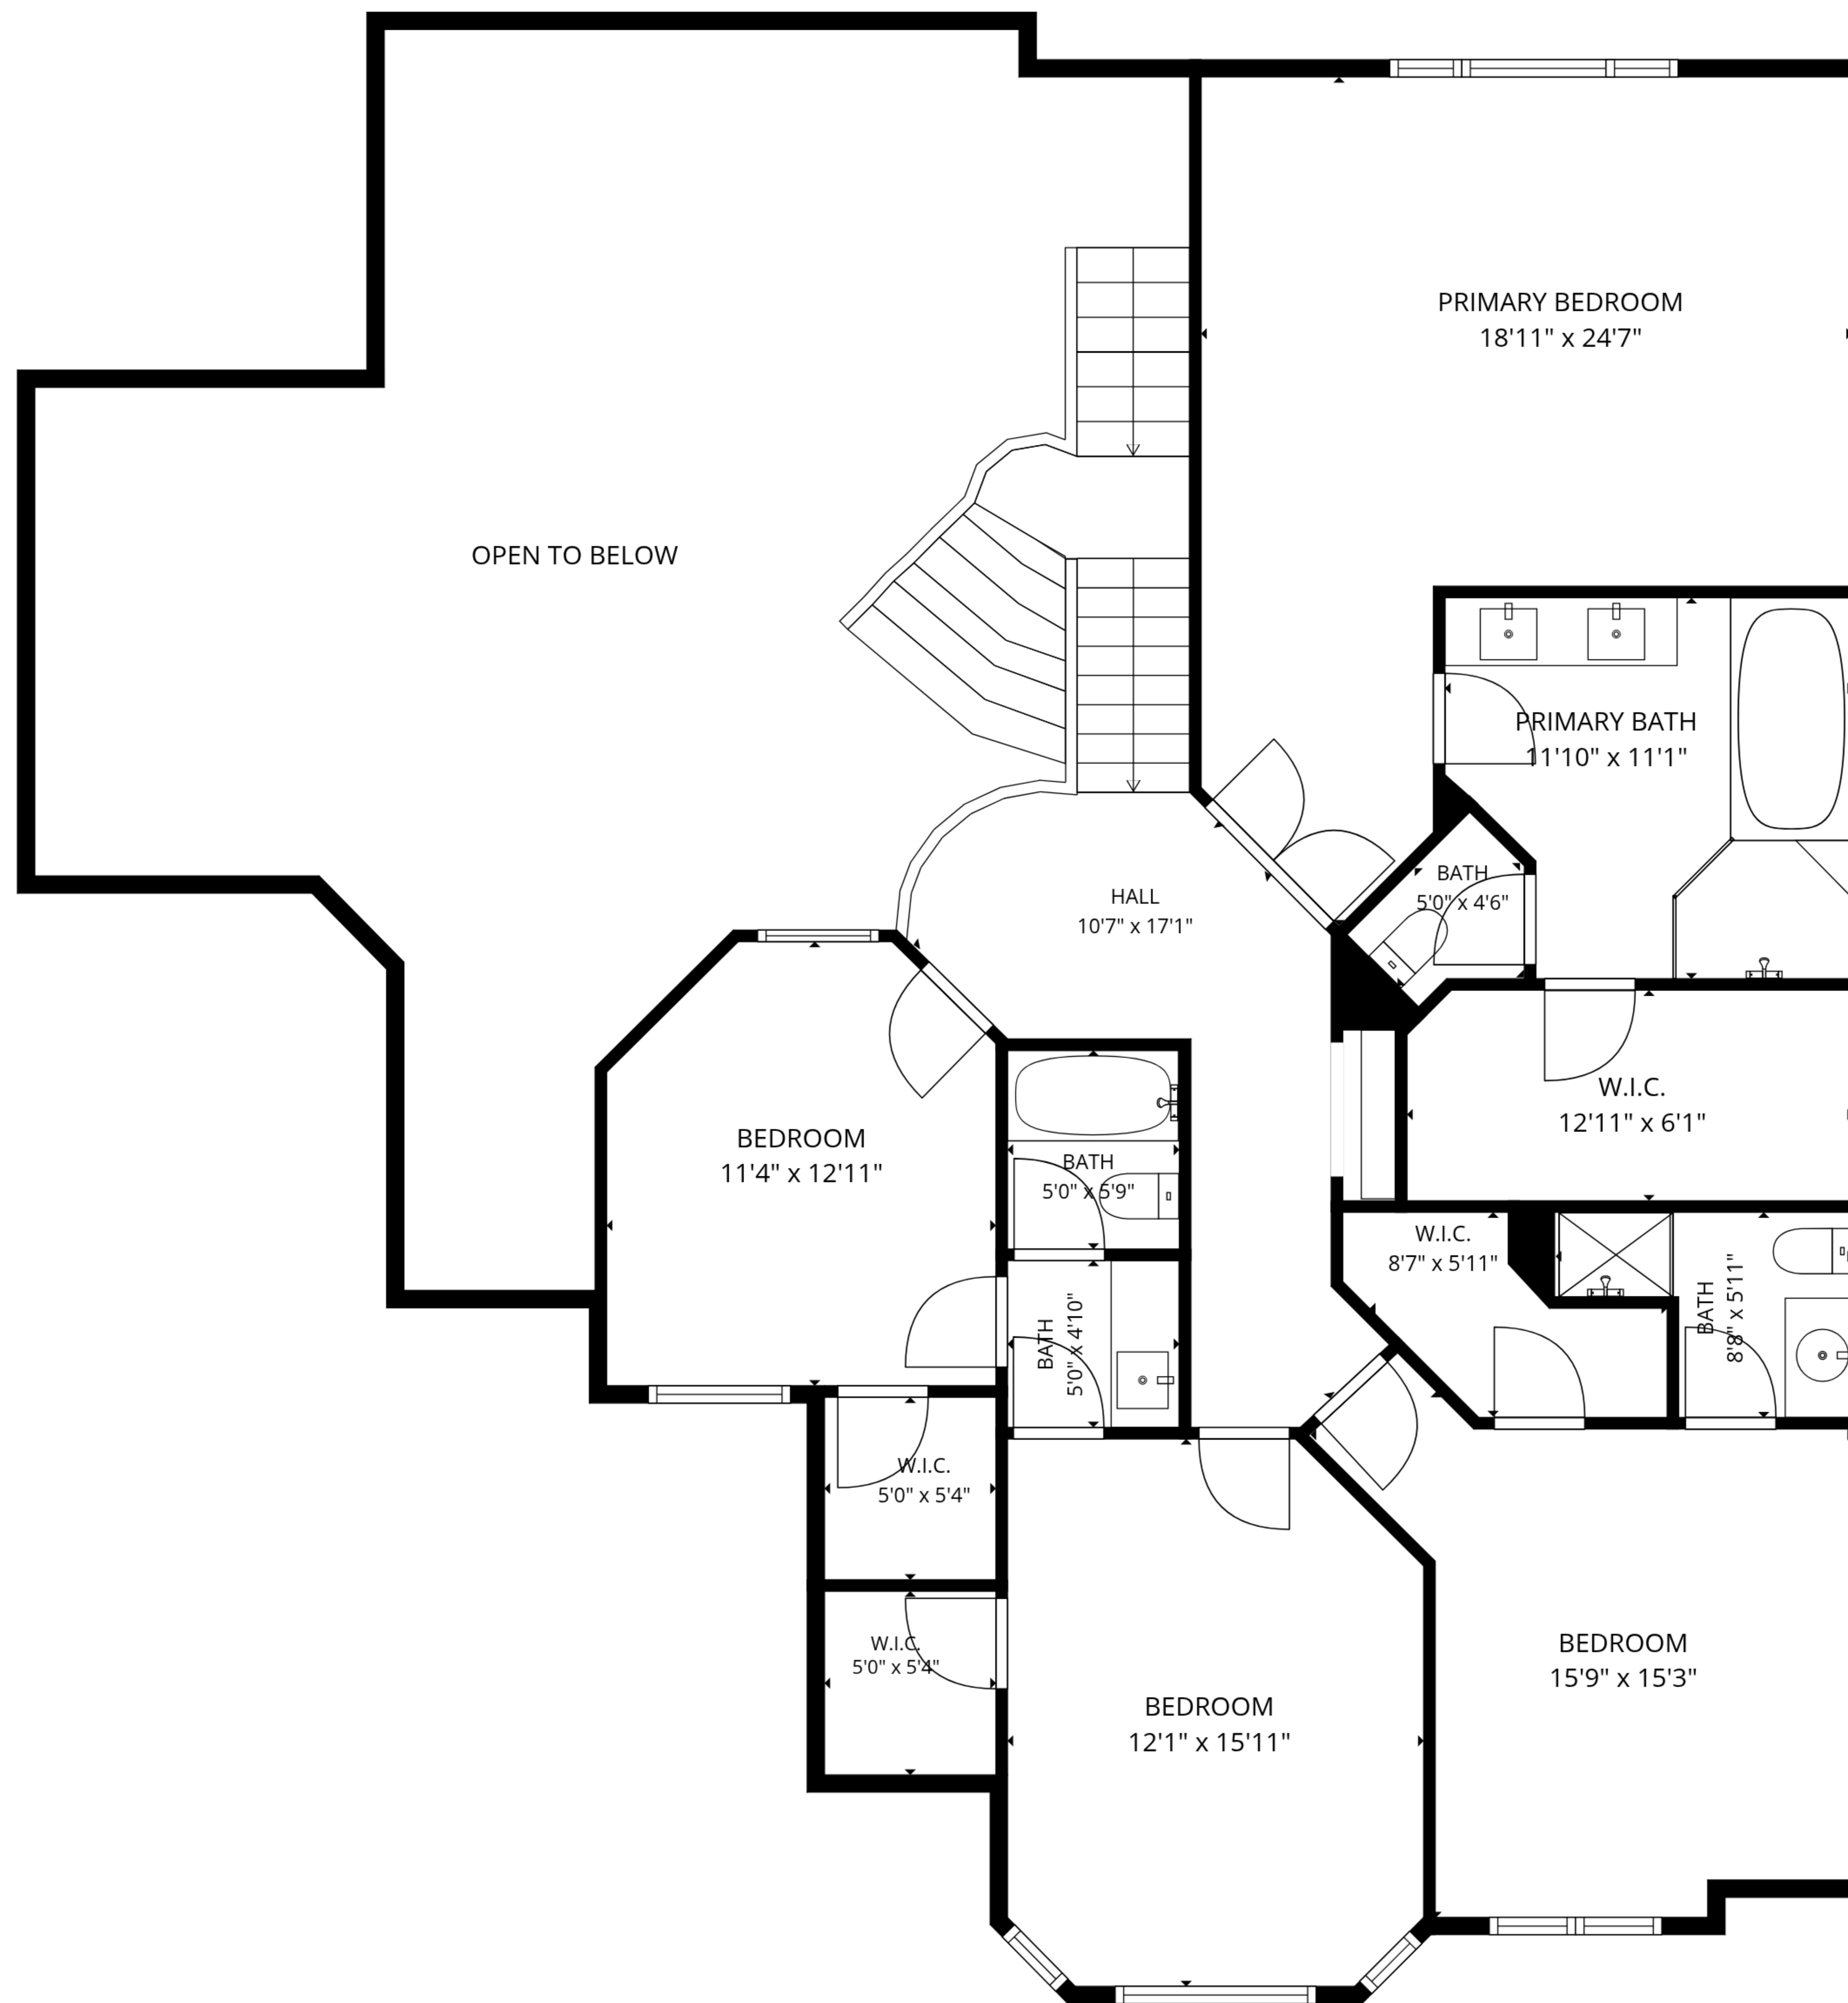 PRIMARY BEDROOM
18'11" x 24'7"
OPEN TO BELOW
PRIMARY BATH
11'10" x 11'1"
BATH
5'0" x 4'6"
HALL
10'7" x 17'1"
W.I.C.
12'11" x 6'1"
BEDROOM
11'4" x 12'11"
BATH
5'0" x 5'9"
W.I.C.
8'7" x 5'11"
BATH
8'8" x 5'11"
BATH
5'0" x 4'10"
W.I.C.
5'0" x 5'4"
W.I.C.
5'0" x 5'4"
BEDROOM
15'9" x 15'3"
BEDROOM
12'1" x 15'11"